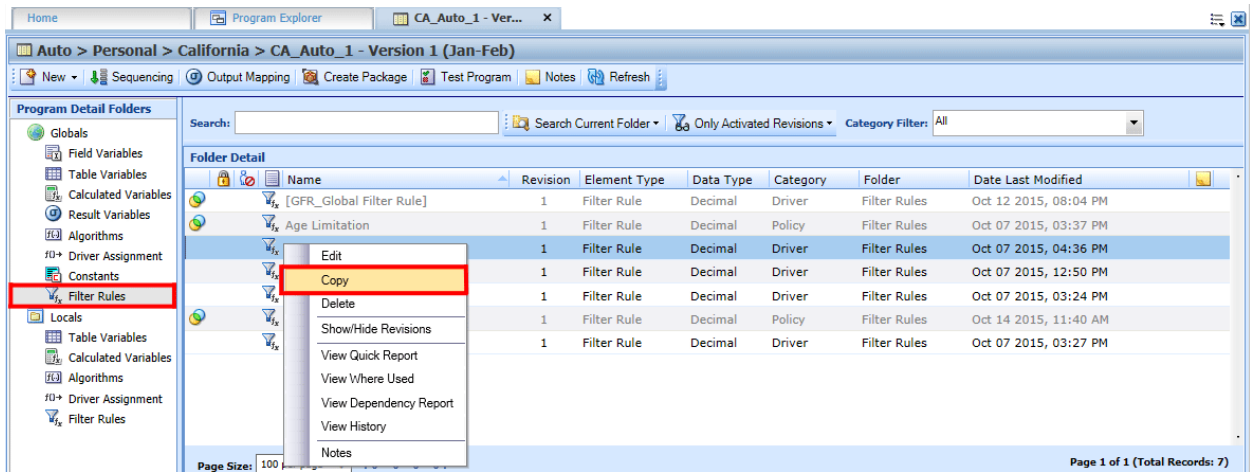 Home
Program Explorer
CA_Auto_1 - Ver... x
Auto > Personal > California > CA_Auto_1 - Version 1 (Jan-Feb)
New Sequencing Output Mapping Create Package Test Program Notes Refresh
Program Detail Folders
Globals
Field Variables
Table Variables
Calculated Variables
Result Variables
Algorithms
Driver Assignment
Constants
Filter Rules
Locals
Table Variables
Calculated Variables
Algorithms
Driver Assignment
Filter Rules
Search: Search Current Folder Only Activated Revisions Category Filter: All
Folder Detail
Name Revision Element Type Data Type Category Folder Date Last Modified
[GFR_Global Filter Rule] 1 Filter Rule Decimal Driver Filter Rules Oct 12 2015, 08:04 PM
Age Limitation 1 Filter Rule Decimal Policy Filter Rules Oct 07 2015, 03:37 PM
1 Filter Rule Decimal Driver Filter Rules Oct 07 2015, 04:36 PM
1 Filter Rule Decimal Driver Filter Rules Oct 07 2015, 12:50 PM
1 Filter Rule Decimal Driver Filter Rules Oct 07 2015, 03:24 PM
1 Filter Rule Decimal Policy Filter Rules Oct 14 2015, 11:40 AM
1 Filter Rule Decimal Driver Filter Rules Oct 07 2015, 03:27 PM
Edit
Copy
Delete
Show/Hide Revisions
View Quick Report
View Where Used
View Dependency Report
View History
Notes
Page Size: 100
Page 1 of 1 (Total Records: 7)